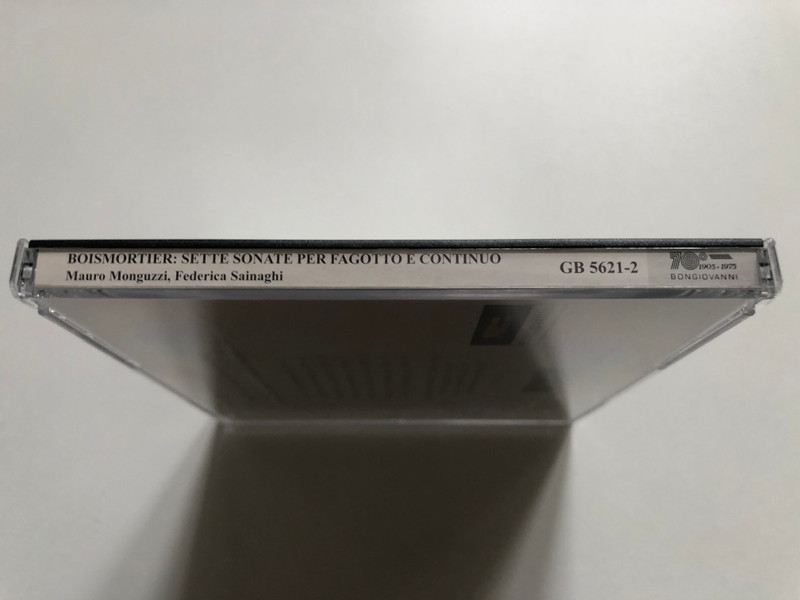 BOISMORTIER: SETTE SONATE PER FAGOTTO E CONTINUO
Mauro Monguzzi, Federica Sainaghi
GB 5621-2
70°
1905 - 1975
BONGIOVANNI